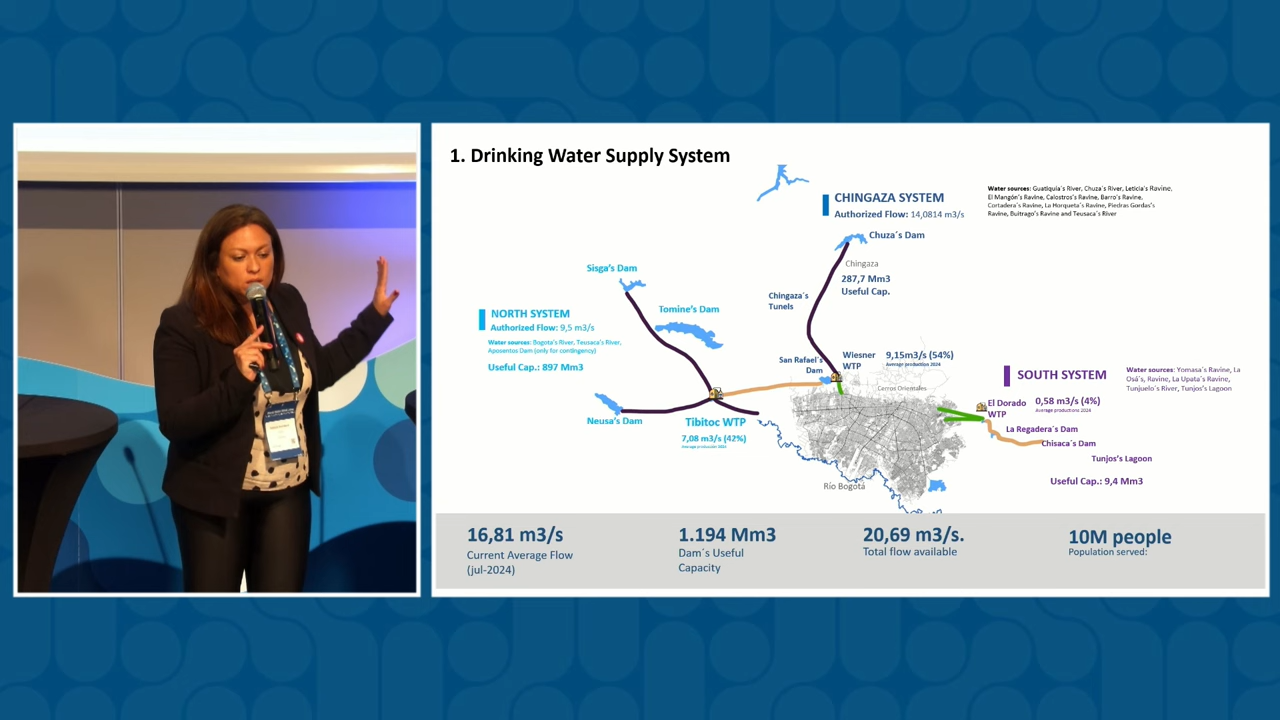 1. Drinking Water Supply System
CHINGAZA SYSTEM
Authorized Flow: 14,0814 m3/s
Water sources: Guatiquía´s River, Chuza´s River, Leticia's Ravine,
El Mangón's Ravine, Calostros's Ravine, Barro's Ravine,
Cortadera´s Ravine, La Horqueta´s Ravine, Piedras Gordas's
Ravine, Buitrago's Ravine and Teusaca´s River
Chuza´s Dam
Chingaza
287,7 Mm3
Useful Cap.
Chingaza´s
Tunels
Sisga's Dam
Tomine's Dam
NORTH SYSTEM
Authorized Flow: 9,5 m3/s
Water sources: Bogota's River, Teusaca's River,
Aposentos Dam (only for contingency)
Useful Cap.: 897 Mm3
Neusa's Dam
Tibitoc WTP
7,08 m3/s (42%)
Average production 2024
San Rafael´s
Dam
Wiesner
WTP
9,15m3/s (54%)
Average production 2024
Cerros Orientales
Río Bogotá
SOUTH SYSTEM
Water sources: Yomasa´s Ravine, La
Osá´s, Ravine, La Upata´s Ravine,
Tunjuelo´s River, Tunjos's Lagoon
El Dorado
WTP
0,58 m3/s (4%)
Average productions 2024
La Regadera´s Dam
Chisaca´s Dam
Tunjos's Lagoon
Useful Cap.: 9,4 Mm3
16,81 m3/s
Current Average Flow
(jul-2024)
1.194 Mm3
Dam´s Useful
Capacity
20,69 m3/s.
Total flow available
10M people
Population served: